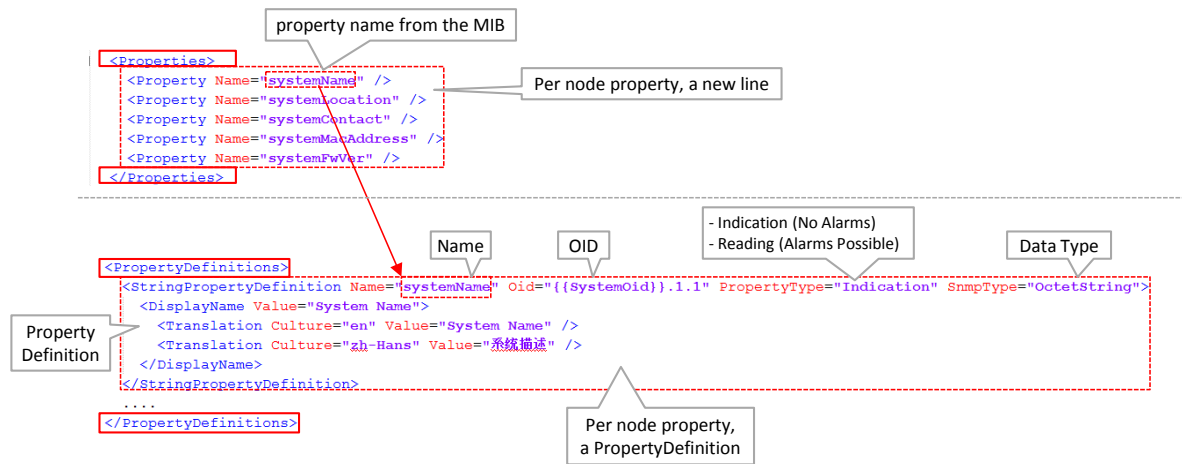 property name from the MIB
<Properties>
<Property Name="systemName" />
<Property Name="systemLocation" />
<Property Name="systemContact" />
<Property Name="systemMacAddress" />
<Property Name="systemFwVer" />
</Properties>
Per node property, a new line
- Indication (No Alarms)
- Reading (Alarms Possible)
Name
OID
Data Type
<PropertyDefinitions>
<StringPropertyDefinition Name="systemName" Oid="{{SystemOid}}.1.1" PropertyType="Indication" SnmpType="OctetString">
<DisplayName Value="System Name">
<Translation Culture="en" Value="System Name" />
<Translation Culture="zh-Hans" Value="系统描述" />
</DisplayName>
</StringPropertyDefinition>
....
</PropertyDefinitions>
Property
Definition
Per node property,
a PropertyDefinition